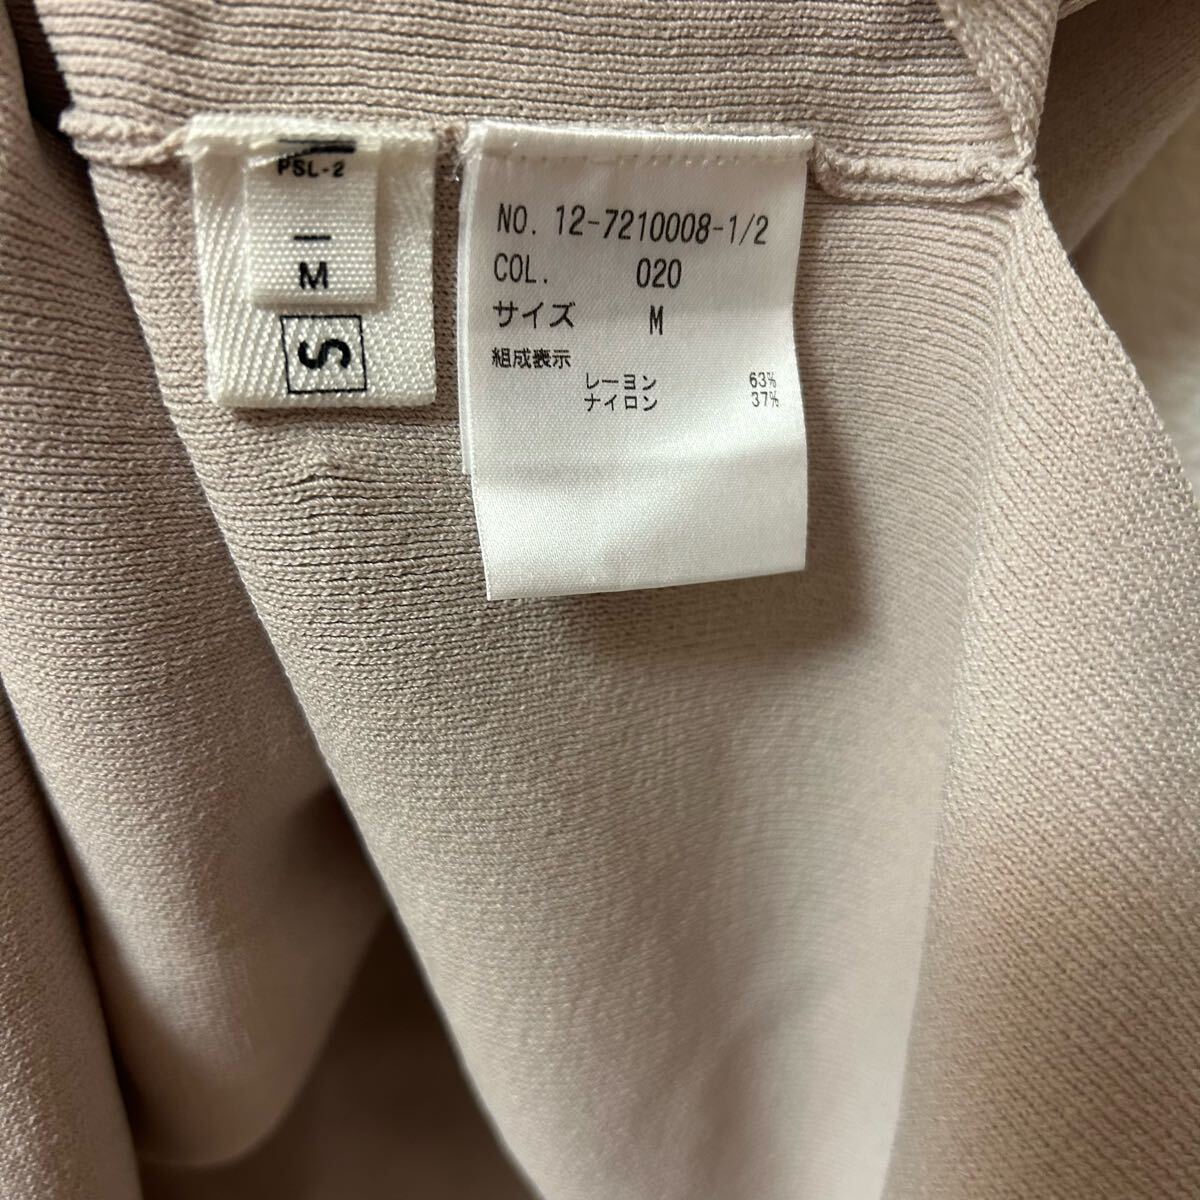 PSL-2
M
S
NO. 12-7210008-1/2
COL. 020
サイズ M
組成表示
レーヨン 63%
ナイロン 37%